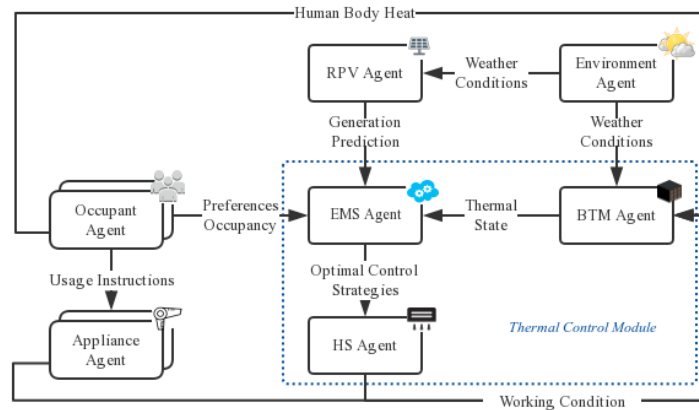 Human Body Heat
RPV Agent
Weather
Conditions
Environment
Agent
Generation
Prediction
Weather
Conditions
Occupant
Agent
Preferences
Occupancy
EMS Agent
Thermal
State
BTM Agent
Usage Instructions
Optimal Control
Strategies
Appliance
Agent
HS Agent
Thermal Control Module
Working Condition